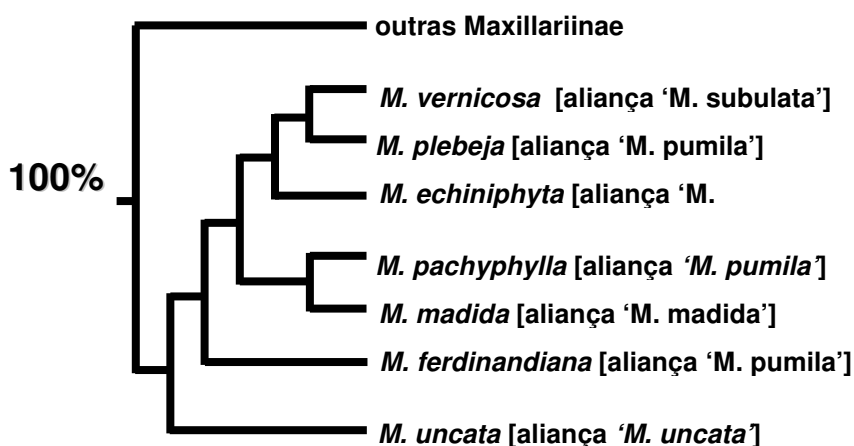 outras Maxillariinae
M. vernicosa [aliança ‘M. subulata’]
M. plebeja [aliança ‘M. pumila’]
100%
M. echiniphyta [aliança ‘M.
M. pachyphylla [aliança ‘M. pumila’]
M. madida [aliança ‘M. madida’]
M. ferdinandiana [aliança ‘M. pumila’]
M. uncata [aliança ‘M. uncata’]